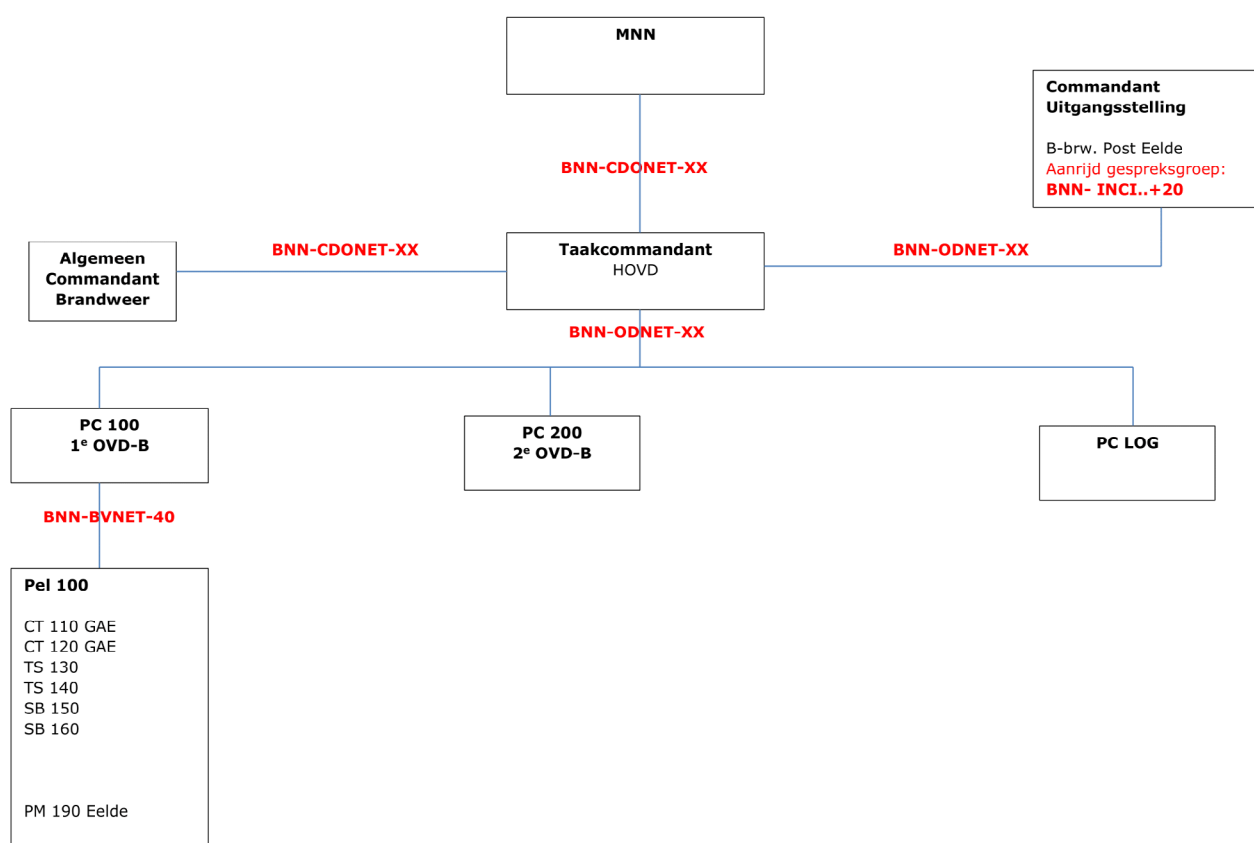 MNN
Commandant
Uitgangsstelling
B-brw. Post Eelde
Aanrijd gespreksgroep:
BNN- INCI..+20
BNN-CDONET-XX
Algemeen
Commandant
Brandweer
BNN-CDONET-XX
Taakcommandant
HOVD
BNN-ODNET-XX
BNN-ODNET-XX
PC 100
1e OVD-B
PC 200
2e OVD-B
PC LOG
BNN-BVNET-40
Pel 100
CT 110 GAE
CT 120 GAE
TS 130
TS 140
SB 150
SB 160
PM 190 Eelde